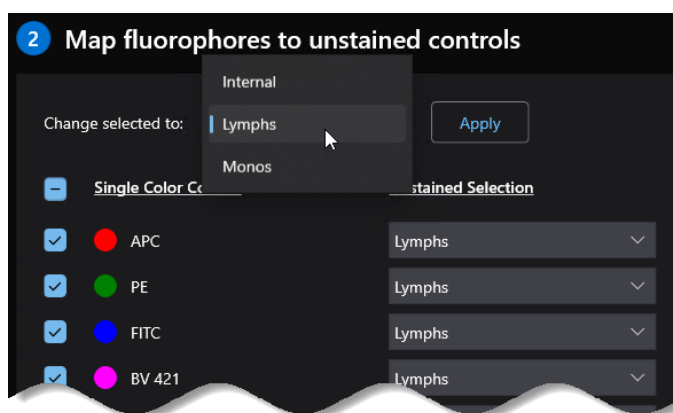 2 Map fluorophores to unstained controls
Internal
Change selected to:
Lymphs
Apply
Monos
Single Color Co
stained Selection
APC
Lymphs
PE
Lymphs
FITC
Lymphs
BV 421
Lymphs